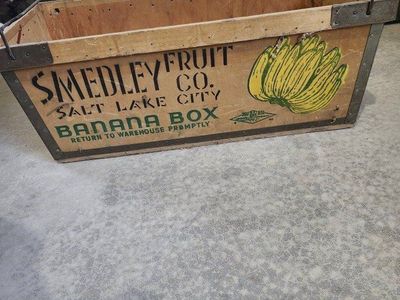 SMEDLEY FRUIT CO.
SALT LAKE CITY
BANANA BOX
RETURN TO WAREHOUSE PROMPTLY